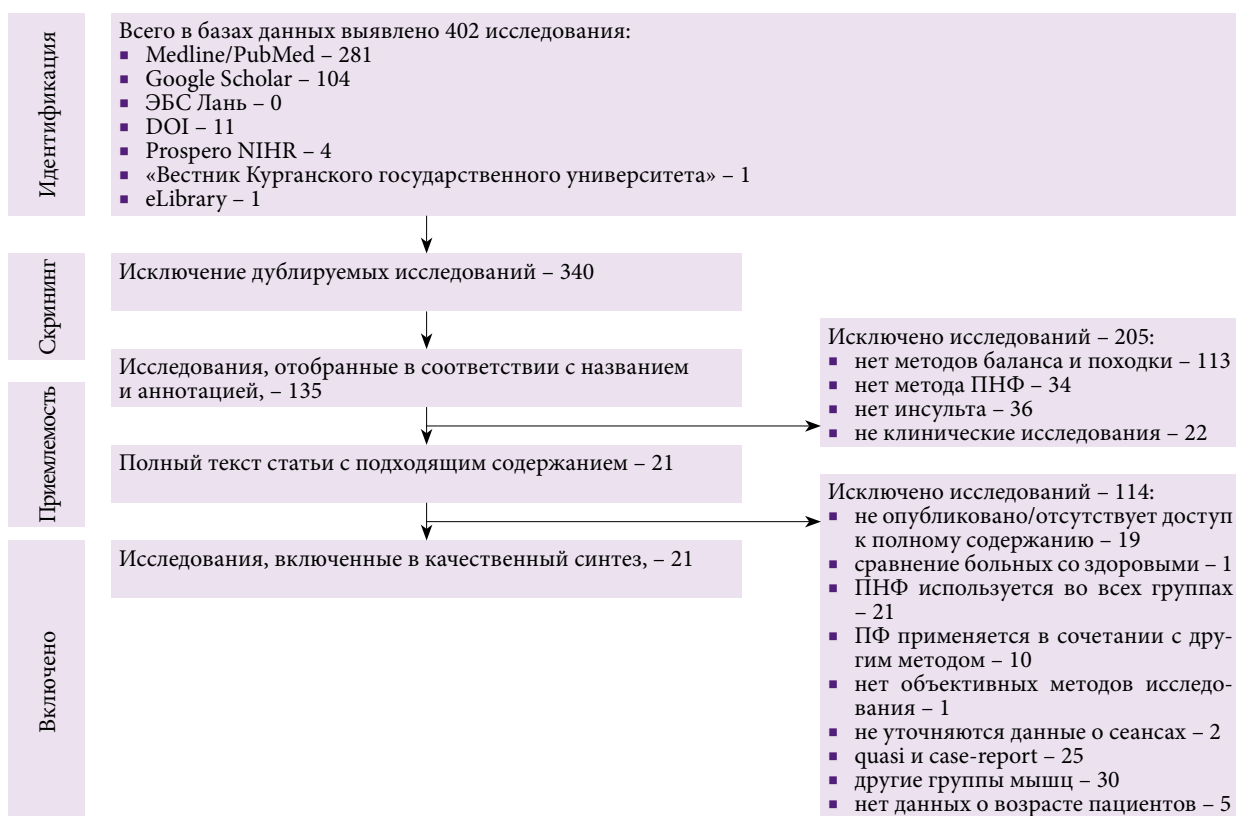 Идентификация
Всего в базах данных выявлено 402 исследования:
▪ Medline/PubMed – 281
▪ Google Scholar – 104
▪ ЭБС Лань – 0
▪ DOI – 11
▪ Prospero NIHR – 4
▪ «Вестник Курганского государственного университета» – 1
▪ eLibrary – 1
Скрининг
Исключение дублируемых исследований – 340
Исследования, отобранные в соответствии с названием
и аннотацией, – 135
Исключено исследований – 205:
▪ нет методов баланса и походки – 113
▪ нет метода ПНФ – 34
▪ нет инсульта – 36
▪ не клинические исследования – 22
Приемлемость
Полный текст статьи с подходящим содержанием – 21
Исключено исследований – 114:
▪ не опубликовано/отсутствует доступ
к полному содержанию – 19
▪ сравнение больных со здоровыми – 1
▪ ПНФ используется во всех группах
– 21
▪ ПФ применяется в сочетании с дру-
гим методом – 10
▪ нет объективных методов исследо-
вания – 1
▪ не уточняются данные о сеансах – 2
▪ quasi и case-report – 25
▪ другие группы мышц – 30
▪ нет данных о возрасте пациентов – 5
Включено
Исследования, включенные в качественный синтез, – 21